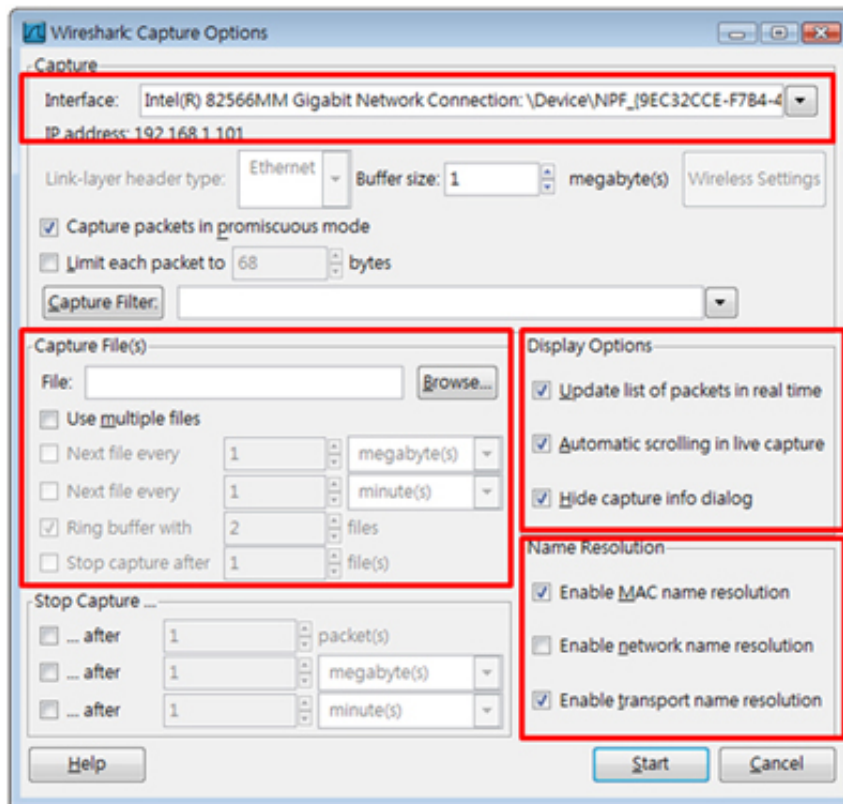 Wireshark: Capture Options
Capture
Interface: Intel(R) 82566MM Gigabit Network Connection: \Device\NPF_{9EC32CCE-F7B4-4
IP address: 192.168.1.101
Link-layer header type: Ethernet Buffer size: 1 megabyte(s) Wireless Settings
Capture packets in promiscuous mode
Limit each packet to 68 bytes
Capture Filter:
Capture File(s)
File: Browse...
Use multiple files
Next file every 1 megabyte(s)
Next file every 1 minute(s)
Ring buffer with 2 files
Stop capture after 1 file(s)
Display Options
Update list of packets in real time
Automatic scrolling in live capture
Hide capture info dialog
Stop Capture ...
... after 1 packet(s)
... after 1 megabyte(s)
... after 1 minute(s)
Name Resolution
Enable MAC name resolution
Enable network name resolution
Enable transport name resolution
Help Start Cancel